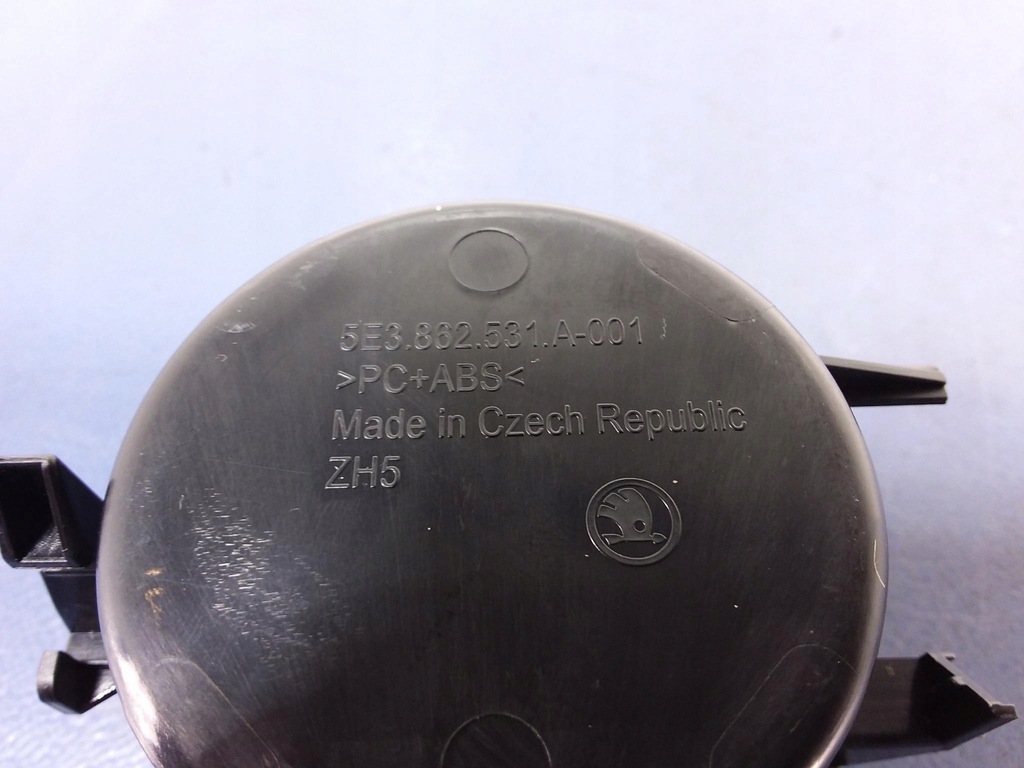 5E3.862.531.A-001
>PC+ABS<
Made in Czech Republic
ZH5